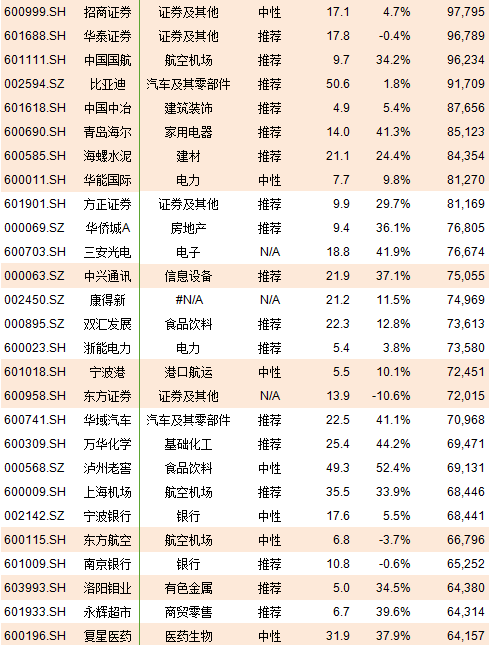 600999.SH 招商证券 证券及其他 中性 17.1 4.7% 97,795
601688.SH 华泰证券 证券及其他 推荐 17.8 -0.4% 96,789
601111.SH 中国国航 航空机场 推荐 9.7 34.2% 96,234
002594.SZ 比亚迪 汽车及其零部件 推荐 50.6 1.8% 91,709
601618.SH 中国中冶 建筑装饰 推荐 4.9 5.4% 87,656
600690.SH 青岛海尔 家用电器 推荐 14.0 41.3% 85,123
600585.SH 海螺水泥 建材 推荐 21.1 24.4% 84,354
600011.SH 华能国际 电力 中性 7.7 9.8% 81,270
601901.SH 方正证券 证券及其他 推荐 9.9 29.7% 81,169
000069.SZ 华侨城A 房地产 推荐 9.4 36.1% 76,805
600703.SH 三安光电 电子 N/A 18.8 41.9% 76,674
000063.SZ 中兴通讯 信息设备 推荐 21.9 37.1% 75,055
002450.SZ 康得新 #N/A N/A 21.2 11.5% 74,969
000895.SZ 双汇发展 食品饮料 推荐 22.3 12.8% 73,613
600023.SH 浙能电力 电力 推荐 5.4 3.8% 73,580
601018.SH 宁波港 港口航运 中性 5.5 10.1% 72,451
600958.SH 东方证券 证券及其他 N/A 13.9 -10.6% 72,015
600741.SH 华域汽车 汽车及其零部件 推荐 22.5 41.1% 70,968
600309.SH 万华化学 基础化工 推荐 25.4 44.2% 69,471
000568.SZ 泸州老窖 食品饮料 中性 49.3 52.4% 69,131
600009.SH 上海机场 航空机场 推荐 35.5 33.9% 68,446
002142.SZ 宁波银行 银行 中性 17.6 5.5% 68,441
600115.SH 东方航空 航空机场 中性 6.8 -3.7% 66,796
601009.SH 南京银行 银行 推荐 10.8 -0.6% 65,252
603993.SH 洛阳钼业 有色金属 推荐 5.0 34.5% 64,380
601933.SH 永辉超市 商贸零售 推荐 6.7 39.6% 64,314
600196.SH 复星医药 医药生物 中性 31.9 37.9% 64,157